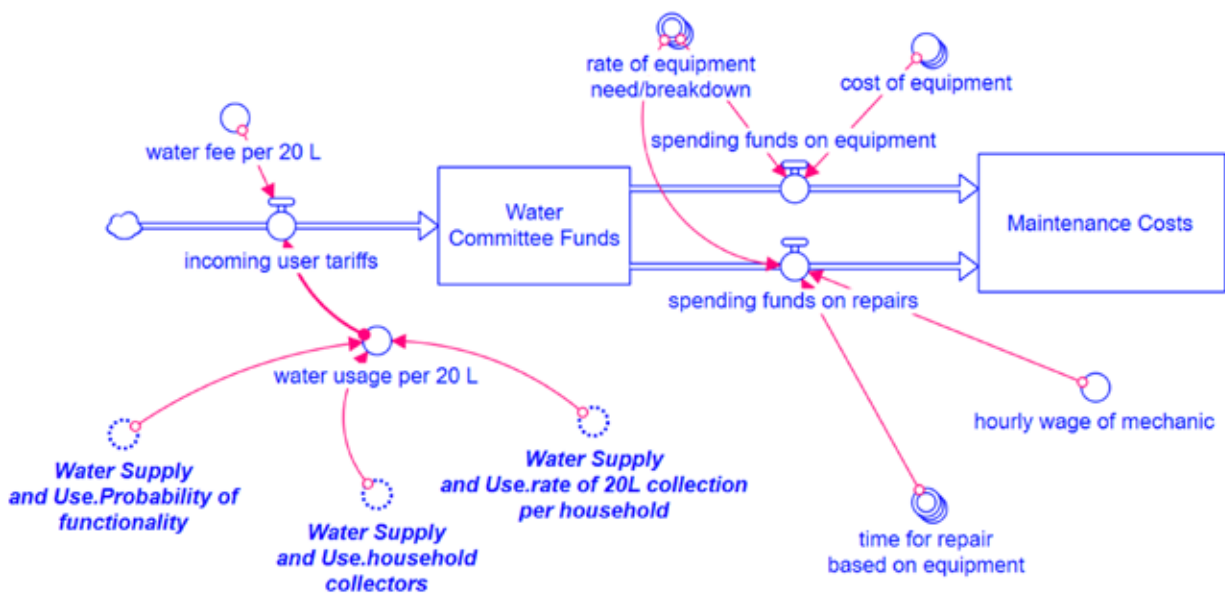 rate of equipment
need/breakdown
cost of equipment
water fee per 20 L
spending funds on equipment
Water
Committee Funds
Maintenance Costs
incoming user tariffs
spending funds on repairs
water usage per 20 L
hourly wage of mechanic
Water Supply
and Use.Probability of
functionality
Water Supply
and Use.rate of 20L collection
per household
Water Supply
and Use.household
collectors
time for repair
based on equipment